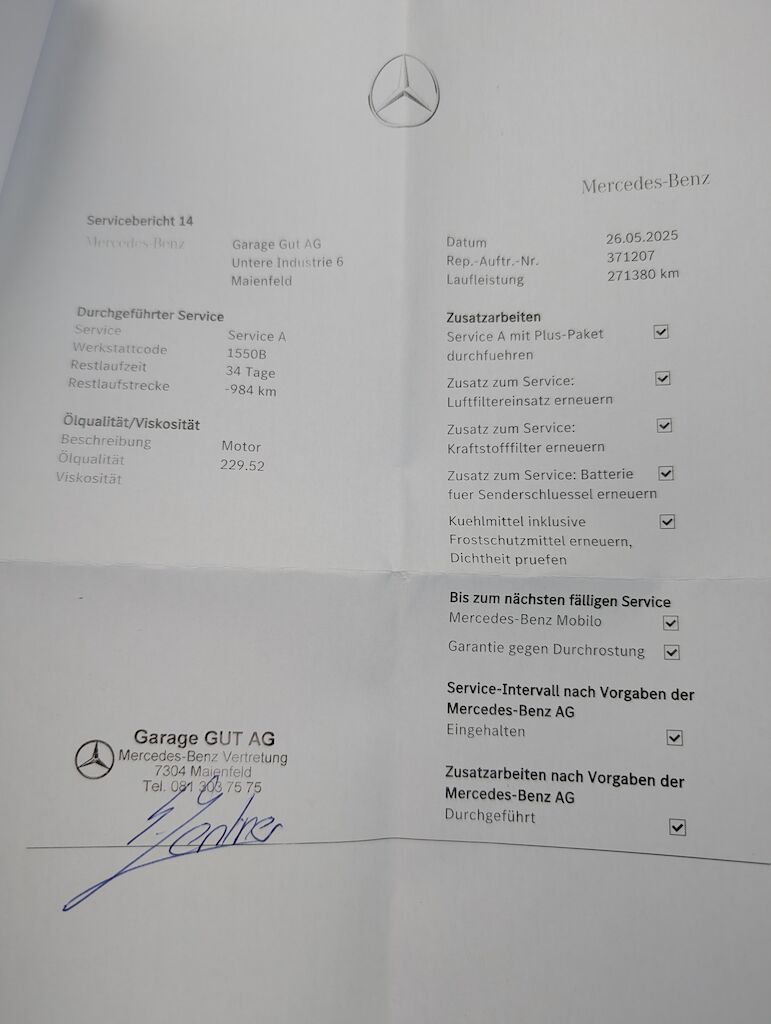 Mercedes-Benz
Servicebericht 14
Mercedes-Benz
Garage Gut AG
Untere Industrie 6
Maienfeld
Datum 26.05.2025
Rep.-Auftr.-Nr. 371207
Laufleistung 271380 km
Durchgeführter Service
Service Service A
Werkstattcode 1550B
Restlaufzeit 34 Tage
Restlaufstrecke -984 km
Ölqualität/Viskosität
Beschreibung Motor
Ölqualität 229.52
Viskosität
Zusatzarbeiten
Service A mit Plus-Paket
durchfuehren
Zusatz zum Service:
Luftfiltereinsatz erneuern
Zusatz zum Service:
Kraftstofffilter erneuern
Zusatz zum Service: Batterie
fuer Senderschluessel erneuern
Kuehlmittel inklusive
Frostschutzmittel erneuern,
Dichtheit pruefen
Bis zum nächsten fälligen Service
Mercedes-Benz Mobilo
Garantie gegen Durchrostung
Service-Intervall nach Vorgaben der
Mercedes-Benz AG
Eingehalten
Zusatzarbeiten nach Vorgaben der
Mercedes-Benz AG
Durchgeführt
Garage GUT AG
Mercedes-Benz Vertretung
7304 Maienfeld
Tel. 081 303 75 75